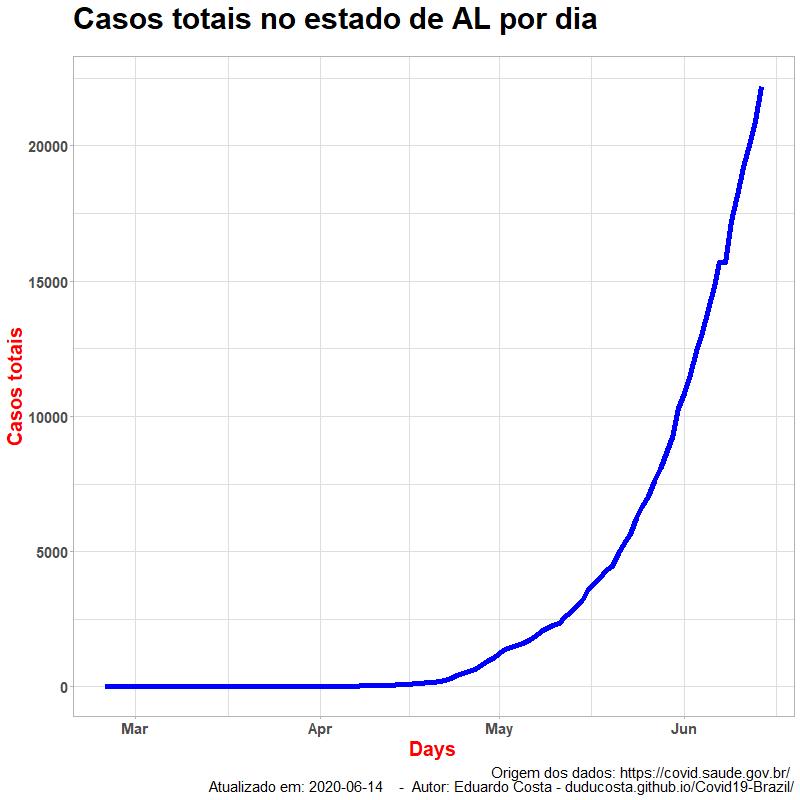 Casos totais no estado de AL por dia
20000
15000
10000
5000
0
Casos totais
Mar Apr May Jun
Days
Origem dos dados: https://covid.saude.gov.br/
Atualizado em: 2020-06-14 - Autor: Eduardo Costa - duducosta.github.io/Covid19-Brazil/